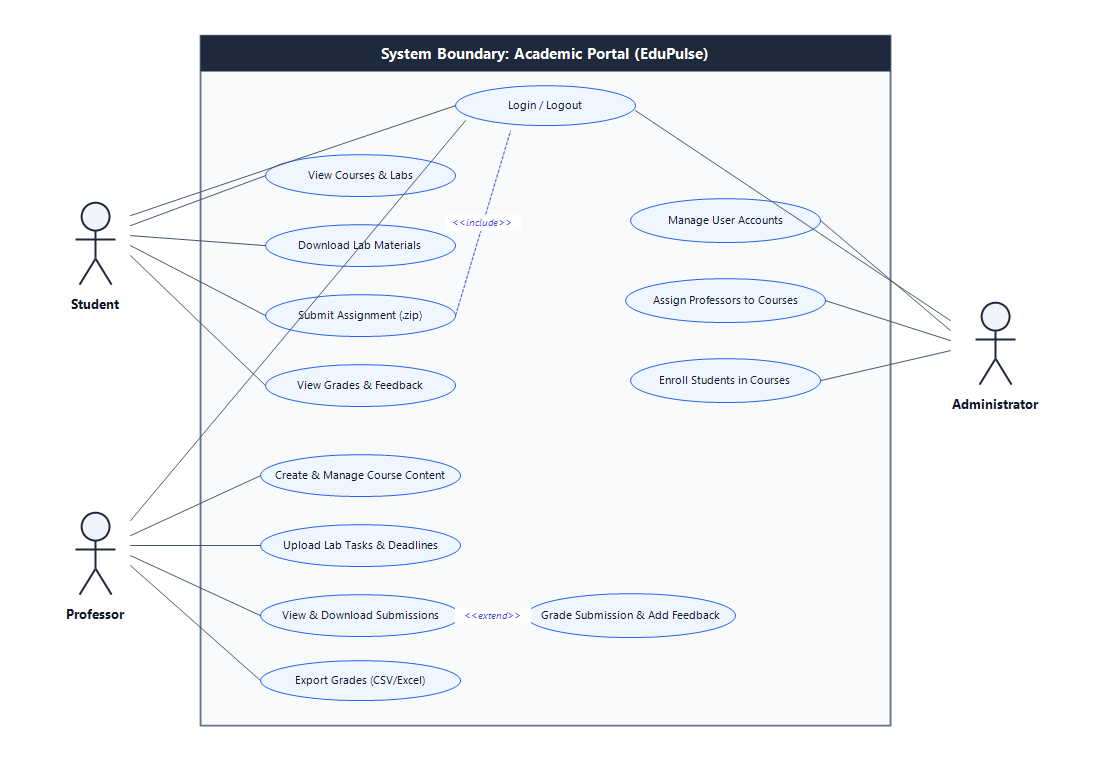 System Boundary: Academic Portal (EduPulse)
Login / Logout
View Courses & Labs
<<include>>
Manage User Accounts
Download Lab Materials
Student
Assign Professors to Courses
Submit Assignment (.zip)
View Grades & Feedback
Enroll Students in Courses
Administrator
Create & Manage Course Content
Upload Lab Tasks & Deadlines
Professor
View & Download Submissions
<<extend>>
Grade Submission & Add Feedback
Export Grades (CSV/Excel)